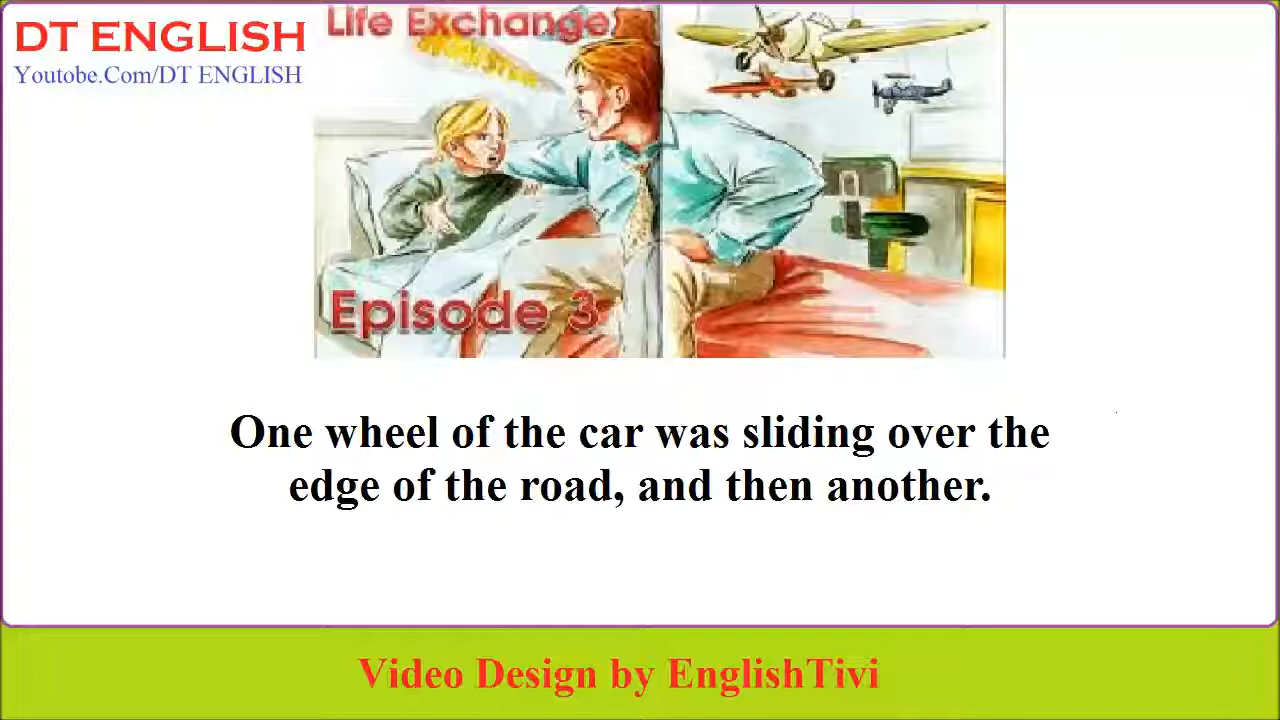 DT ENGLISH
Youtube.Com/DT ENGLISH
Life Exchange
Episode 3
One wheel of the car was sliding over the
edge of the road, and then another.
Video Design by EnglishTivi